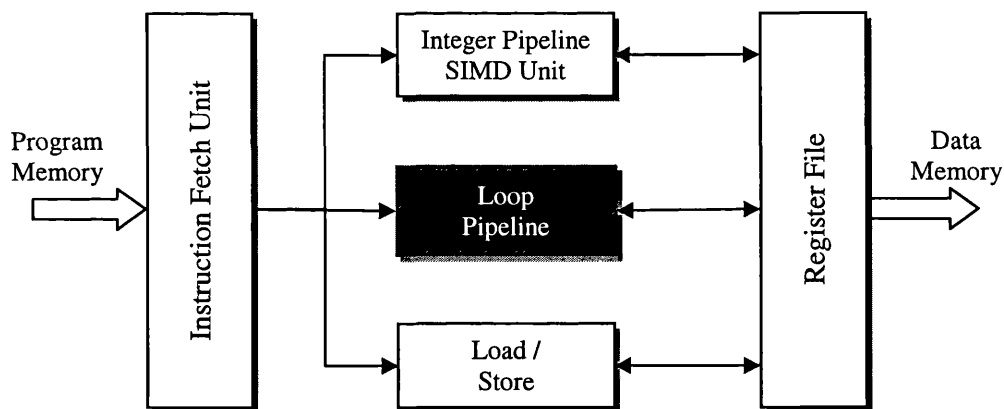 Program
Memory
Instruction Fetch Unit
Integer Pipeline
SIMD Unit
Loop
Pipeline
Load /
Store
Register File
Data
Memory